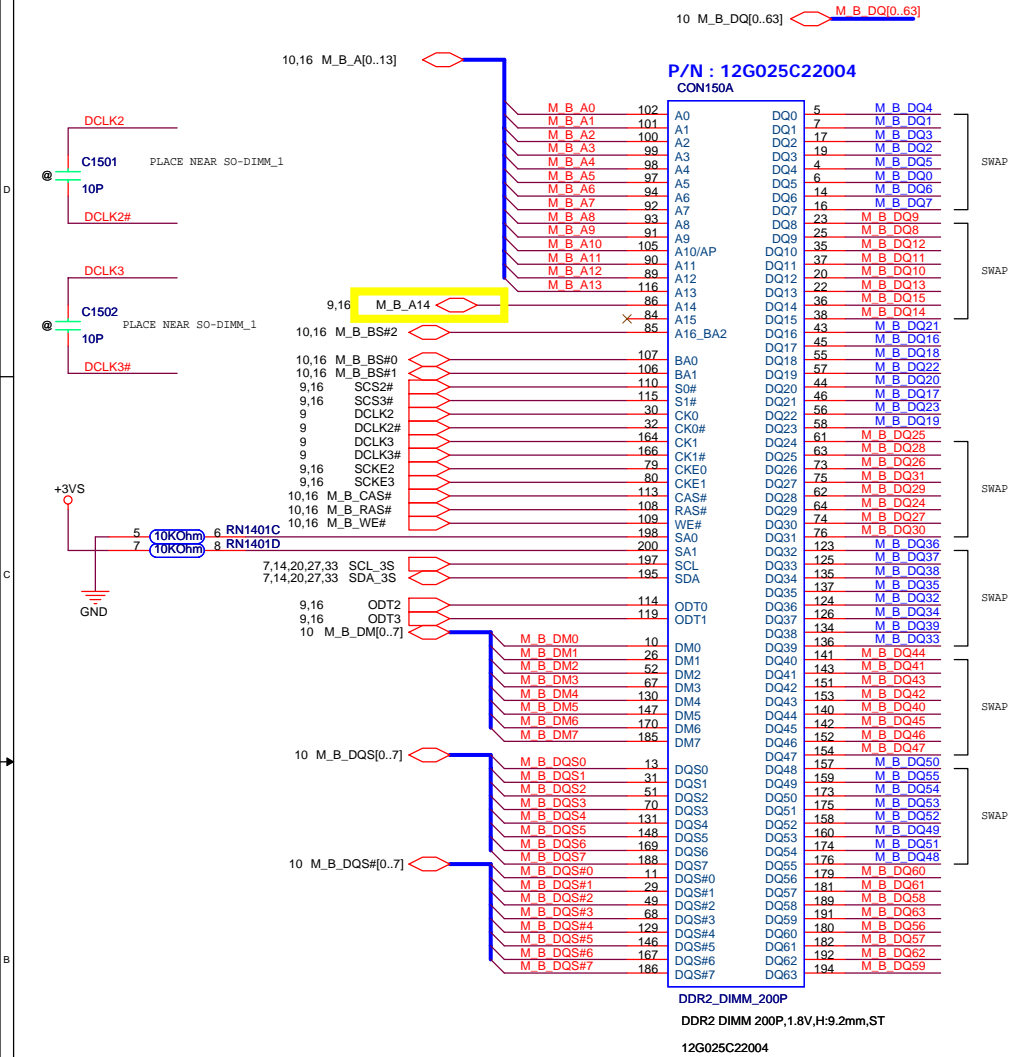 10 M_B_DQ[0..63]
M_B_DQ[0..63]
10,16 M_B_A[0..13]
P/N : 12G025C22004
CON150A
DCLK2
C1501
PLACE NEAR SO-DIMM_1
@
10P
DCLK2#
DCLK3
C1502
PLACE NEAR SO-DIMM_1
@
10P
DCLK3#
D
C
B
M_B_A0 102 A0
M_B_A1 101 A1
M_B_A2 100 A2
M_B_A3 99 A3
M_B_A4 98 A4
M_B_A5 97 A5
M_B_A6 94 A6
M_B_A7 92 A7
M_B_A8 93 A8
M_B_A9 91 A9
M_B_A10 105 A10/AP
M_B_A11 90 A11
M_B_A12 89 A12
M_B_A13 116 A13
9,16 M_B_A14 86 A14
84 A15
10,16 M_B_BS#2 85 A16_BA2
10,16 M_B_BS#0 107 BA0
10,16 M_B_BS#1 106 BA1
9,16 SCS2# 110 S0#
9,16 SCS3# 115 S1#
9 DCLK2 30 CK0
9 DCLK2# 32 CK0#
9 DCLK3 164 CK1
9 DCLK3# 166 CK1#
9,16 SCKE2 79 CKE0
9,16 SCKE3 80 CKE1
10,16 M_B_CAS# 113 CAS#
10,16 M_B_RAS# 108 RAS#
10,16 M_B_WE# 109 WE#
+3VS
5 10KOhm 6 RN1401C 198 SA0
7 10KOhm 8 RN1401D 200 SA1
GND
7,14,20,27,33 SCL_3S 197 SCL
7,14,20,27,33 SDA_3S 195 SDA
9,16 ODT2 114 ODT0
9,16 ODT3 119 ODT1
10 M_B_DM[0..7]
M_B_DM0 10 DM0
M_B_DM1 26 DM1
M_B_DM2 52 DM2
M_B_DM3 67 DM3
M_B_DM4 130 DM4
M_B_DM5 147 DM5
M_B_DM6 170 DM6
M_B_DM7 185 DM7
10 M_B_DQS[0..7]
M_B_DQS0 13 DQS0
M_B_DQS1 31 DQS1
M_B_DQS2 51 DQS2
M_B_DQS3 70 DQS3
M_B_DQS4 131 DQS4
M_B_DQS5 148 DQS5
M_B_DQS6 169 DQS6
M_B_DQS7 188 DQS7
10 M_B_DQS#[0..7]
M_B_DQS#0 11 DQS#0
M_B_DQS#1 29 DQS#1
M_B_DQS#2 49 DQS#2
M_B_DQS#3 68 DQS#3
M_B_DQS#4 129 DQS#4
M_B_DQS#5 146 DQS#5
M_B_DQS#6 167 DQS#6
M_B_DQS#7 186 DQS#7
DQ0 5 M_B_DQ4
DQ1 7 M_B_DQ1
DQ2 17 M_B_DQ3
DQ3 19 M_B_DQ2
DQ4 4 M_B_DQ5
DQ5 6 M_B_DQ0
DQ6 14 M_B_DQ6
DQ7 16 M_B_DQ7
SWAP
DQ8 23 M_B_DQ9
DQ9 25 M_B_DQ8
DQ10 35 M_B_DQ12
DQ11 37 M_B_DQ11
DQ12 20 M_B_DQ10
DQ13 22 M_B_DQ13
DQ14 36 M_B_DQ15
DQ15 38 M_B_DQ14
SWAP
DQ16 43 M_B_DQ21
DQ17 45 M_B_DQ16
DQ18 55 M_B_DQ18
DQ19 57 M_B_DQ22
DQ20 44 M_B_DQ20
DQ21 46 M_B_DQ17
DQ22 56 M_B_DQ23
DQ23 58 M_B_DQ19
DQ24 61 M_B_DQ25
DQ25 63 M_B_DQ28
DQ26 73 M_B_DQ26
DQ27 75 M_B_DQ31
DQ28 62 M_B_DQ29
DQ29 64 M_B_DQ24
DQ30 74 M_B_DQ27
DQ31 76 M_B_DQ30
SWAP
DQ32 123 M_B_DQ36
DQ33 125 M_B_DQ37
DQ34 135 M_B_DQ38
DQ35 137 M_B_DQ35
DQ36 124 M_B_DQ32
DQ37 126 M_B_DQ34
DQ38 134 M_B_DQ39
DQ39 136 M_B_DQ33
SWAP
DQ40 141 M_B_DQ44
DQ41 143 M_B_DQ41
DQ42 151 M_B_DQ43
DQ43 153 M_B_DQ42
DQ44 140 M_B_DQ40
DQ45 142 M_B_DQ45
DQ46 152 M_B_DQ46
DQ47 154 M_B_DQ47
SWAP
DQ48 157 M_B_DQ50
DQ49 159 M_B_DQ55
DQ50 173 M_B_DQ54
DQ51 175 M_B_DQ53
DQ52 158 M_B_DQ52
DQ53 160 M_B_DQ49
DQ54 174 M_B_DQ51
DQ55 176 M_B_DQ48
SWAP
DQ56 179 M_B_DQ60
DQ57 181 M_B_DQ61
DQ58 189 M_B_DQ58
DQ59 191 M_B_DQ63
DQ60 180 M_B_DQ56
DQ61 182 M_B_DQ57
DQ62 192 M_B_DQ62
DQ63 194 M_B_DQ59
DDR2_DIMM_200P
DDR2 DIMM 200P,1.8V,H:9.2mm,ST
12G025C22004